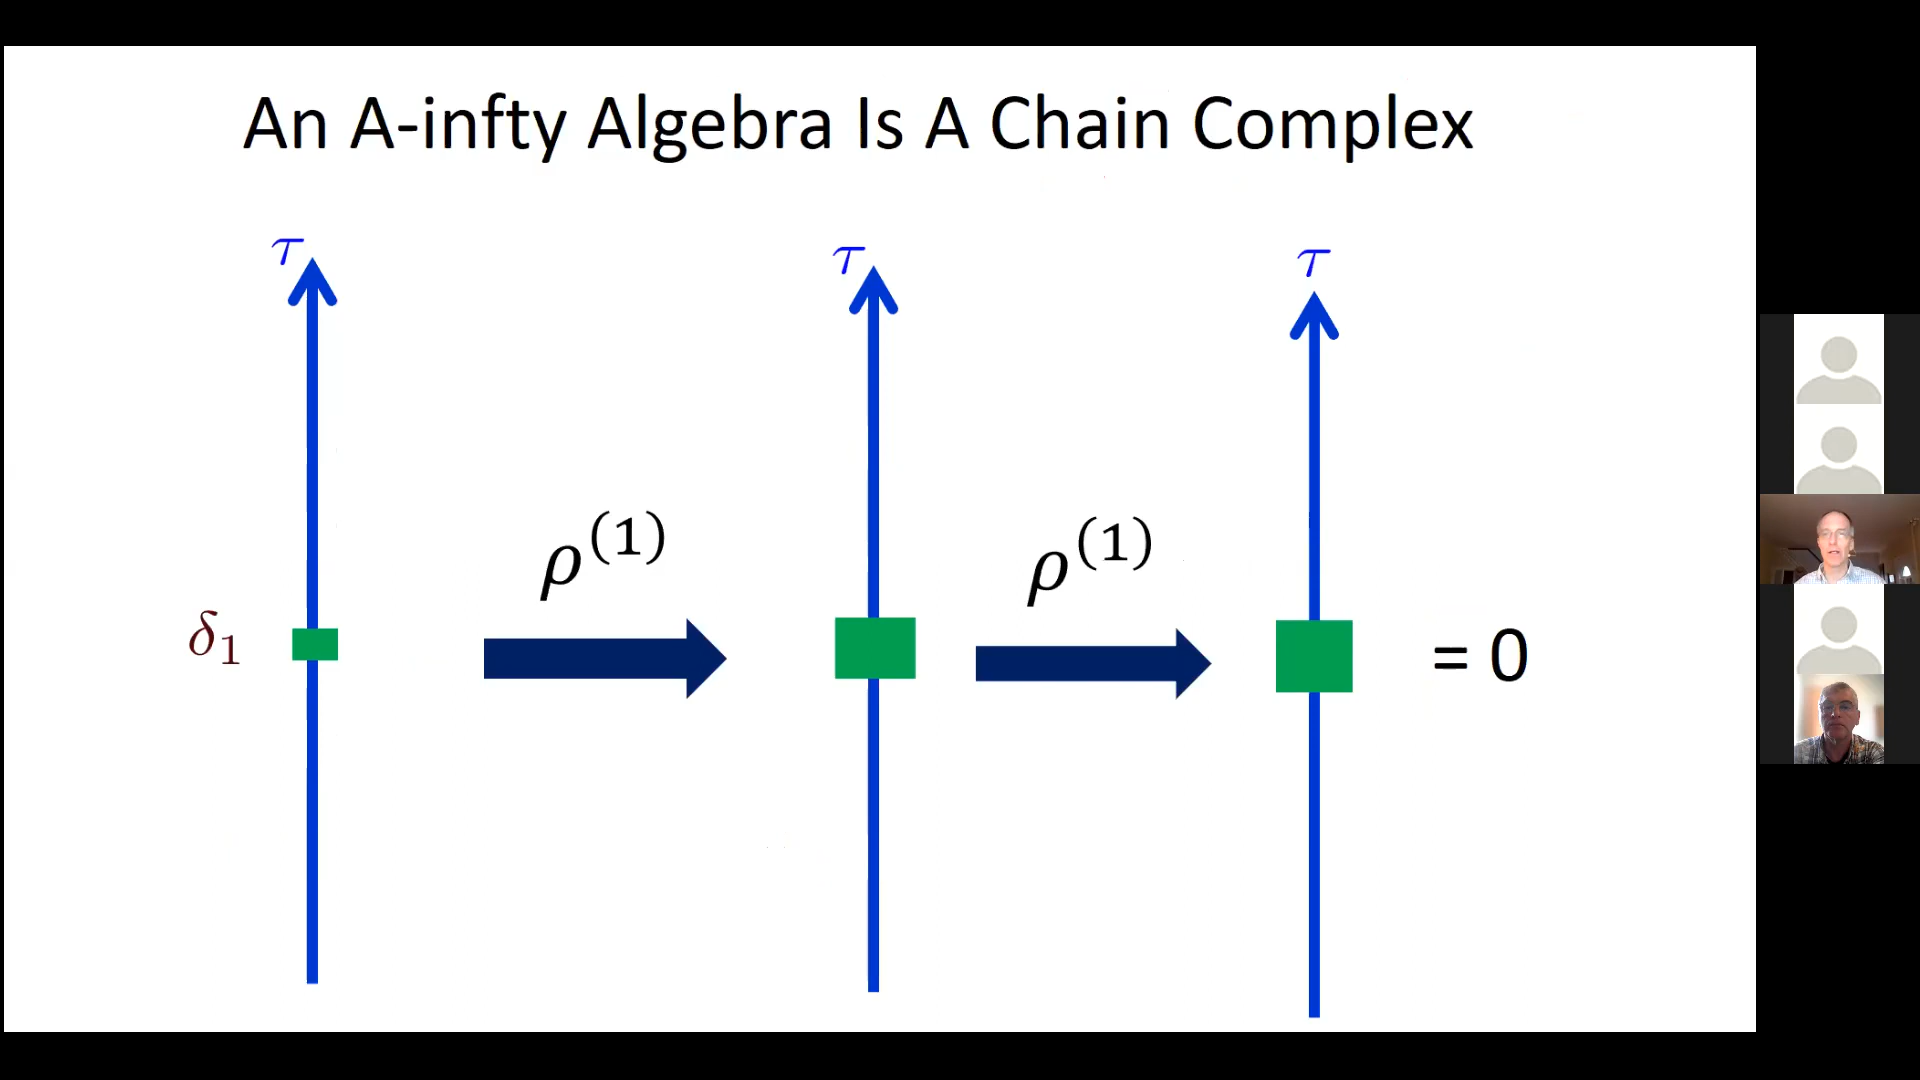 An A-infty Algebra Is A Chain Complex
τ τ τ
ρ⁽¹⁾ ρ⁽¹⁾
δ₁ = 0